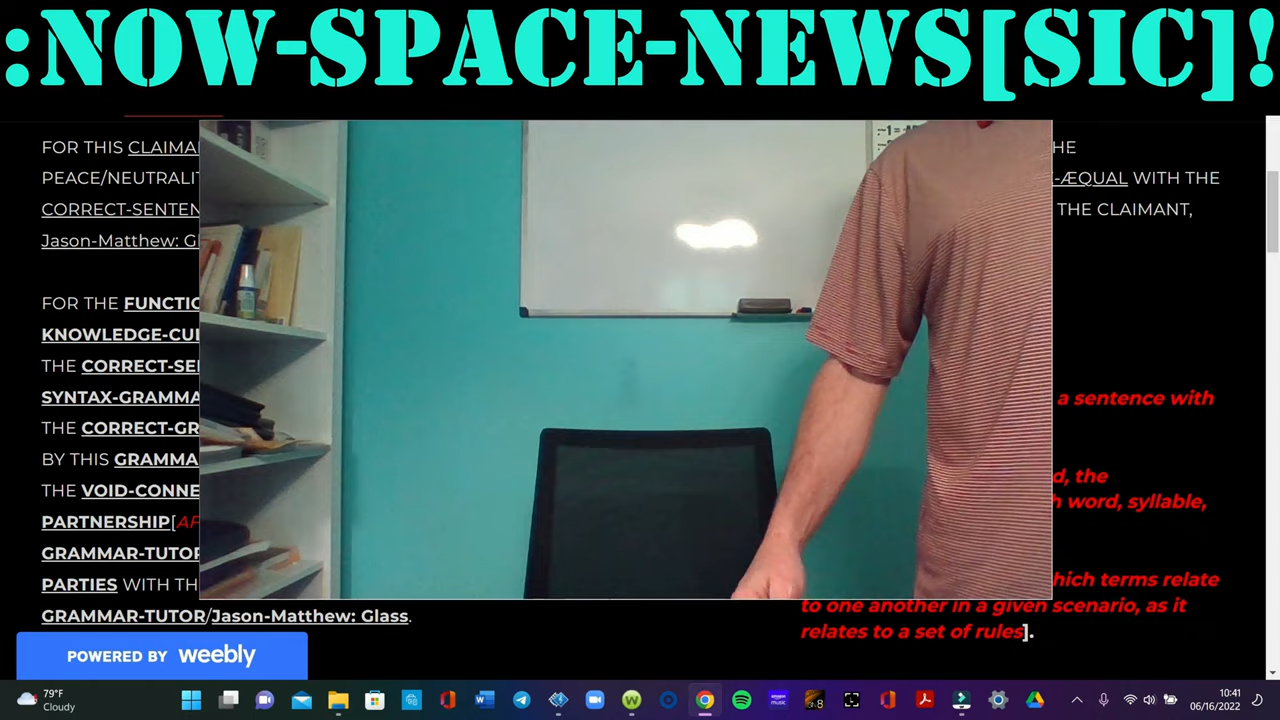 :NOW-SPACE-NEWS[SIC]!
FOR THIS
HE
PEACE/NEUTRALIT
-ÆQUAL WITH THE
CORRECT-SENTEN
THE CLAIMANT,
Jason-Matthew: G
FOR THE FUNCTIO
KNOWLEDGE-CU
THE CORRECT-SE
a sentence with
SYNTAX-GRAMMA
THE CORRECT-GR
BY THIS GRAMMA
d, the
THE VOID-CONNE
h word, syllable,
PARTNERSHIP[AF
GRAMMAR-TUTOR
PARTIES WITH TH
hich terms relate
to one another in a given scenario, as it
GRAMMAR-TUTOR/Jason-Matthew: Glass.
relates to a set of rules].
POWERED BY weebly
79°F
Cloudy
10:41
06/16/2022